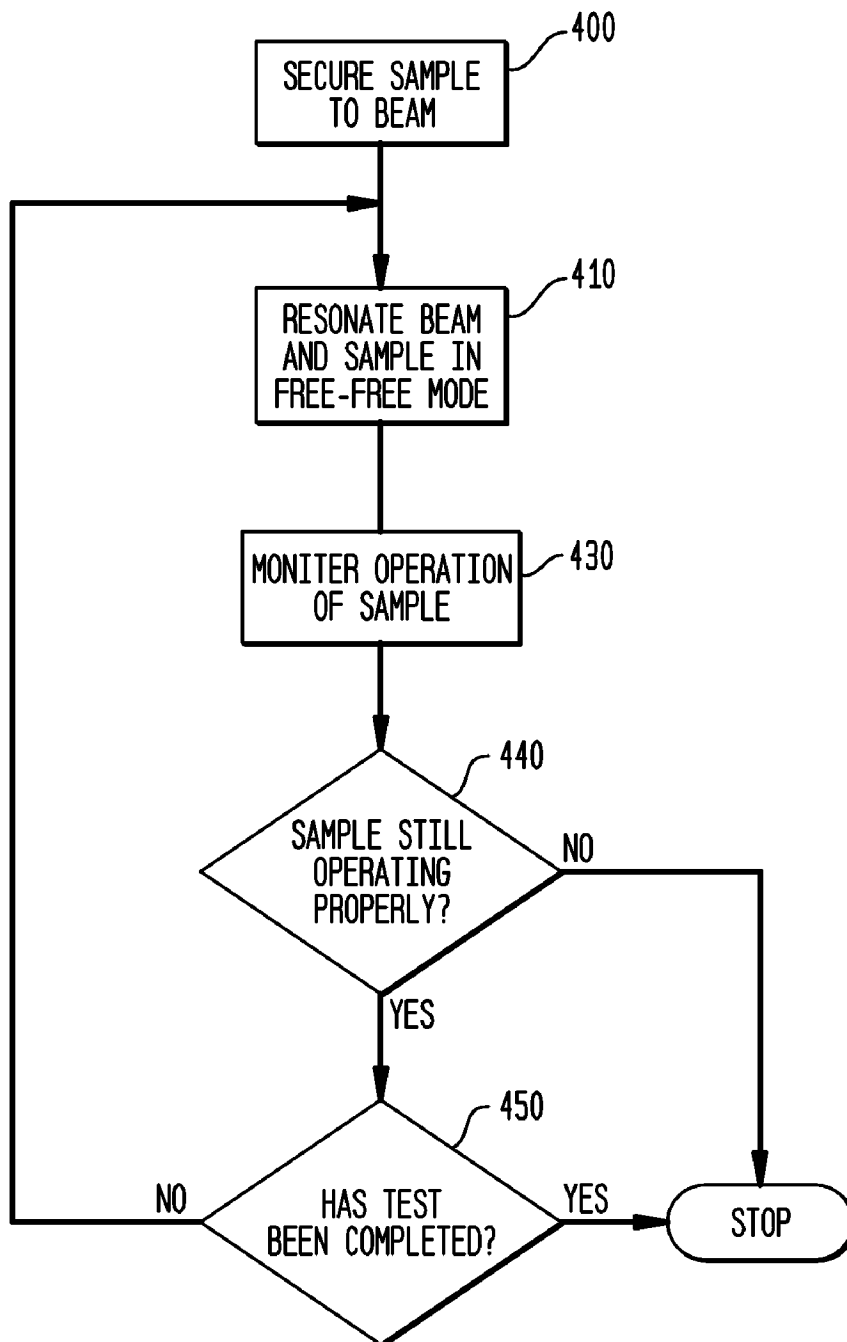 400
SECURE SAMPLE
TO BEAM
410
RESONATE BEAM
AND SAMPLE IN
FREE-FREE MODE
430
MONITER OPERATION
OF SAMPLE
440
SAMPLE STILL
OPERATING
PROPERLY?
NO
YES
450
NO
HAS TEST
BEEN COMPLETED?
YES
STOP